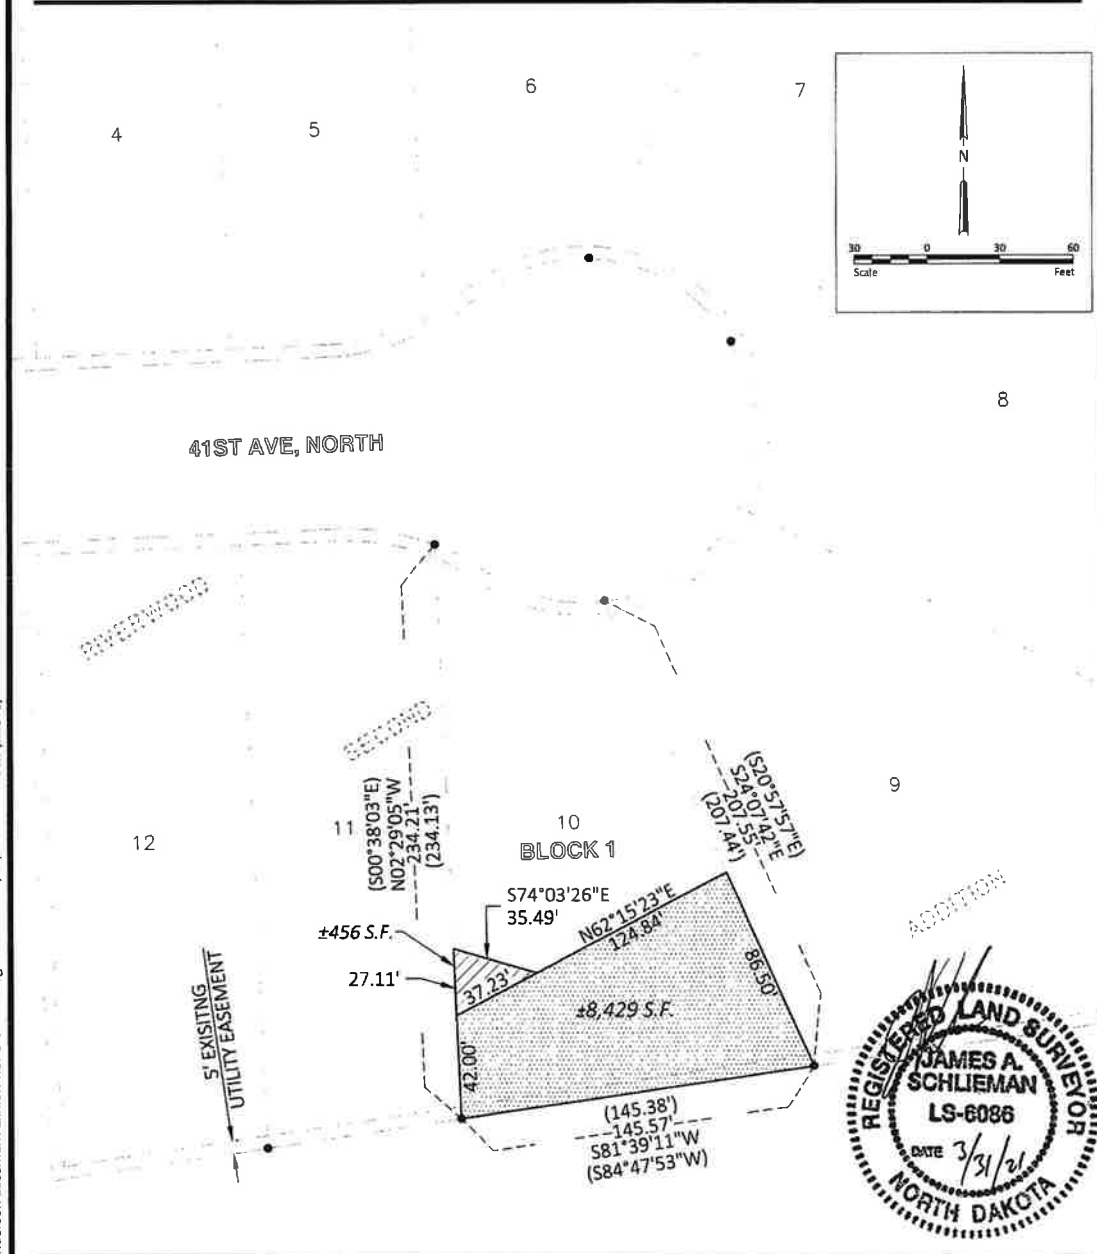 6
7
4
5
N
30 0 30 60
Scale Feet
8
41ST AVE, NORTH
RIVERWOOD
SECOND
(S00°38'03"E)
N02°29'05"W
234.21'
(234.13')
(S20°57'57"E)
S24°07'42"E
207.55'
(207.44')
9
12
11
10
BLOCK 1
S74°03'26"E
35.49'
N62°15'23"E
124.84'
ADDITION
±456 S.F.
27.11'
37.23'
86.50'
±8,429 S.F.
5' EXISITNG
UTILITY EASEMENT
42.00'
(145.38')
145.57'
S81°39'11"W
(S84°47'53"W)
REGISTERED LAND SURVEYOR
JAMES A.
SCHLIEMAN
LS-6086
DATE 3/31/21
NORTH DAKOTA